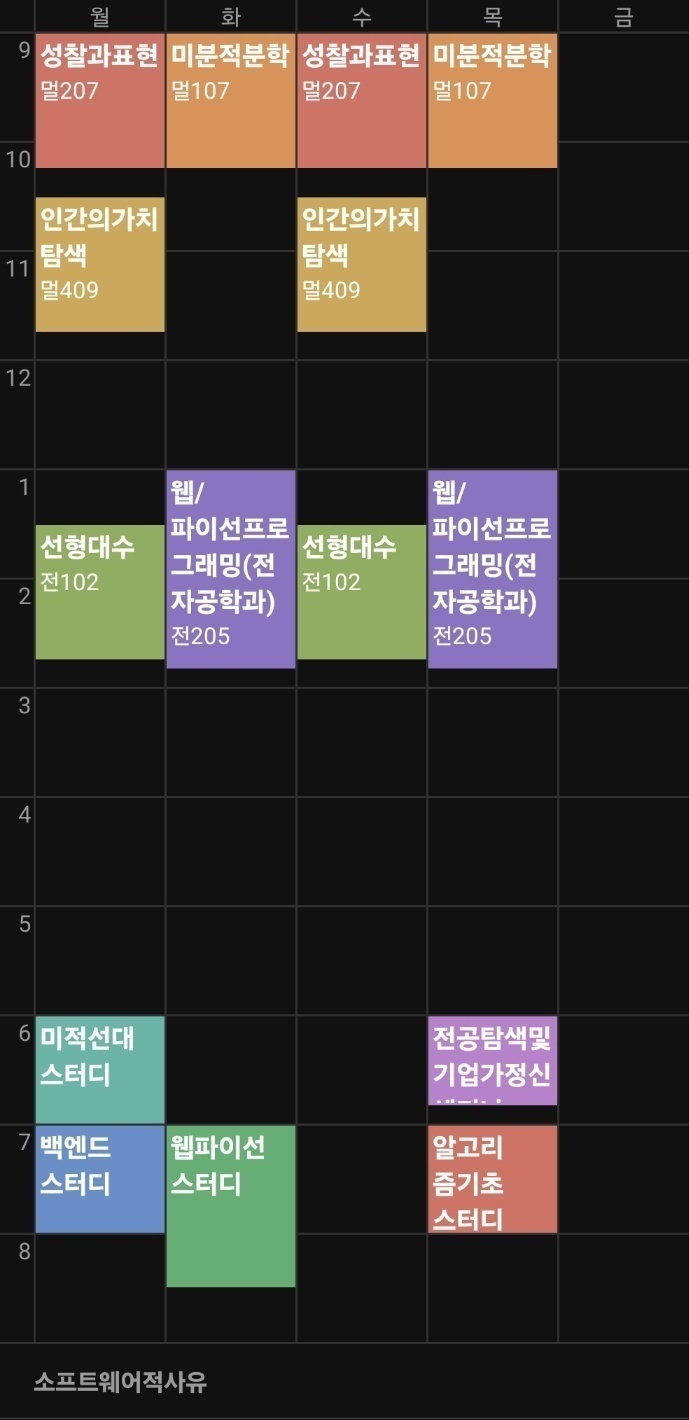 월 화 수 목 금
9
성찰과표현
멀207
미분적분학
멀107
성찰과표현
멀207
미분적분학
멀107
10
인간의가치
탐색
멀409
인간의가치
탐색
멀409
11
12
1
웹/
파이선프로
그래밍(전
자공학과)
전205
웹/
파이선프로
그래밍(전
자공학과)
전205
선형대수
전102
선형대수
전102
2
3
4
5
6
미적선대
스터디
전공탐색및
기업가정신
7
백엔드
스터디
웹파이선
스터디
알고리
즘기초
스터디
8
소프트웨어적사유